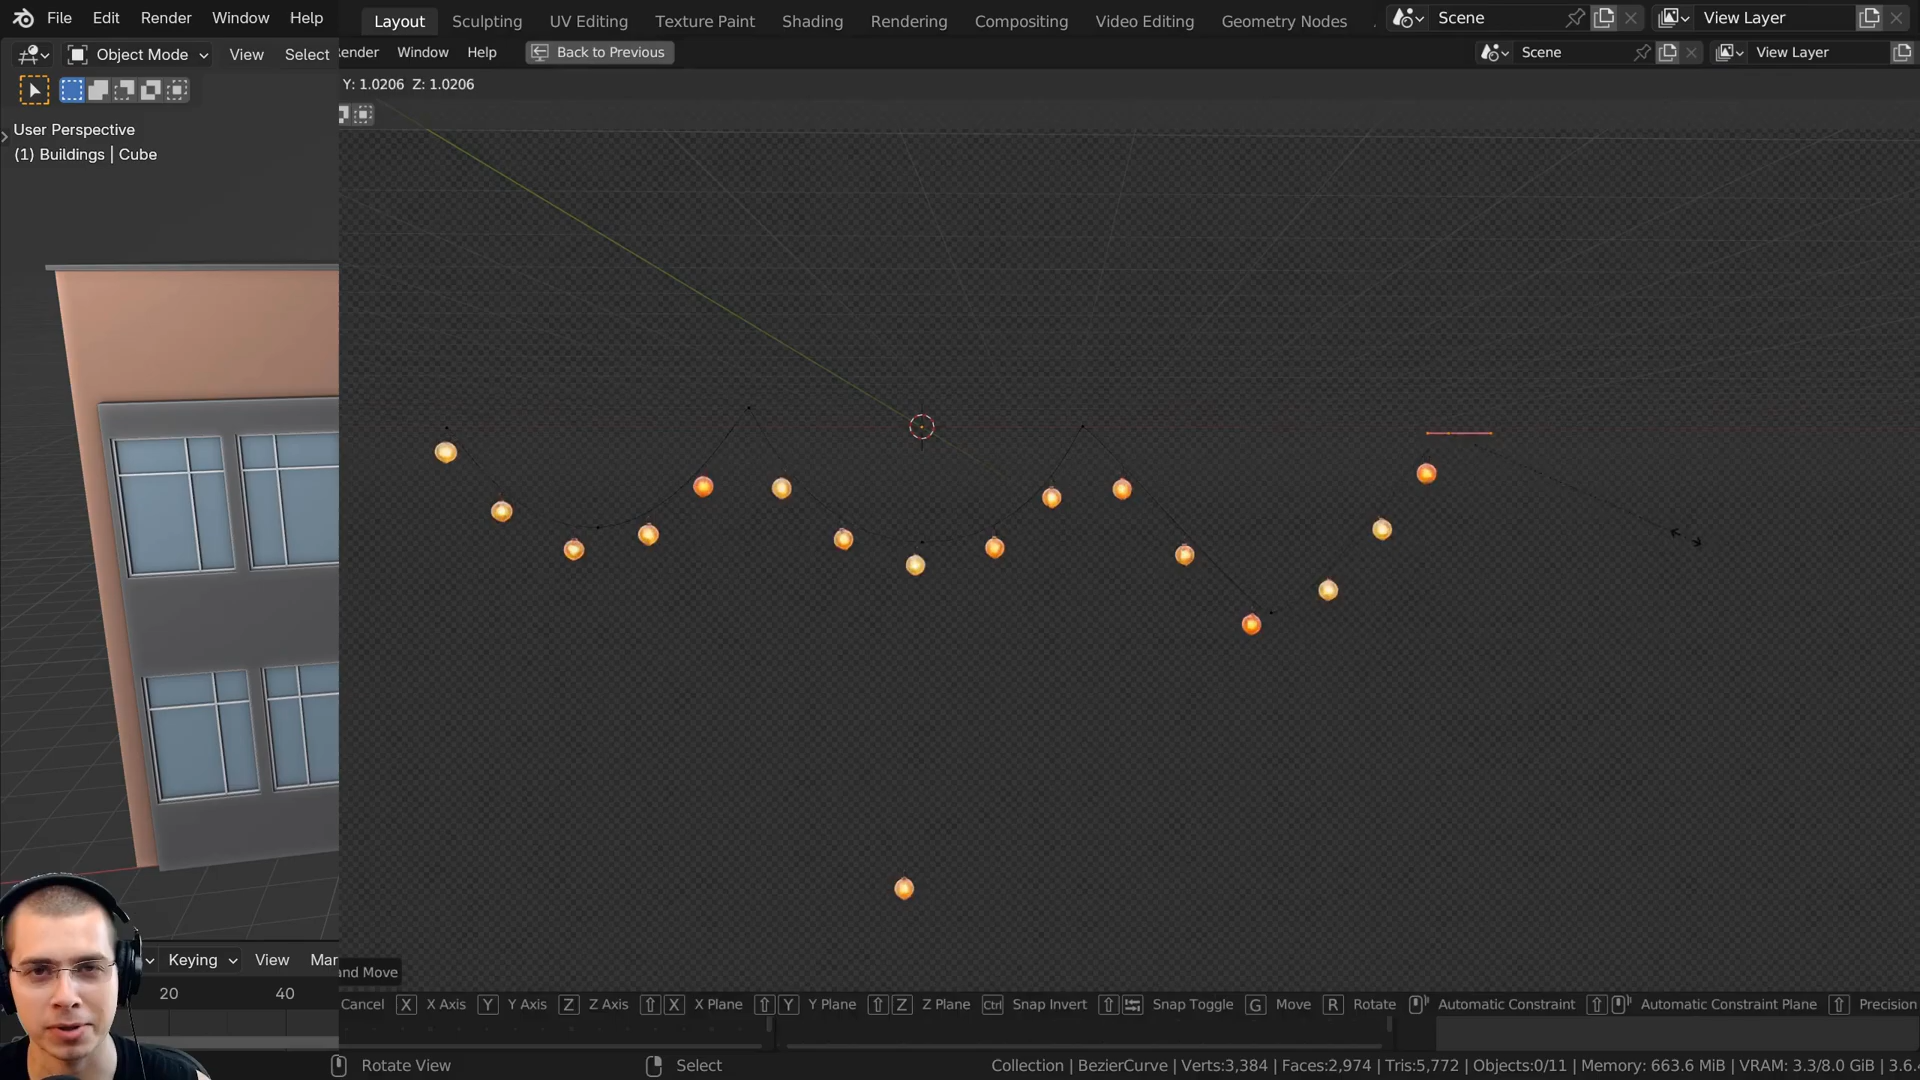 File Edit Render Window Help
Layout Sculpting UV Editing Texture Paint Shading Rendering Compositing Video Editing Geometry Nodes
Scene
View Layer
Object Mode View Select
ender Window Help
Back to Previous
Scene
View Layer
Y: 1.0206 Z: 1.0206
User Perspective
(1) Buildings | Cube
Keying View Mar
20 40
and Move
Cancel X X Axis Y Y Axis Z Z Axis X X Plane Y Y Plane Z Z Plane Ctrl Snap Invert Snap Toggle G Move R Rotate Automatic Constraint Automatic Constraint Plane Precision
Rotate View
Select
Collection | BezierCurve | Verts:3,384 | Faces:2,974 | Tris:5,772 | Objects:0/11 | Memory: 663.6 MiB | VRAM: 3.3/8.0 GiB | 3.6.